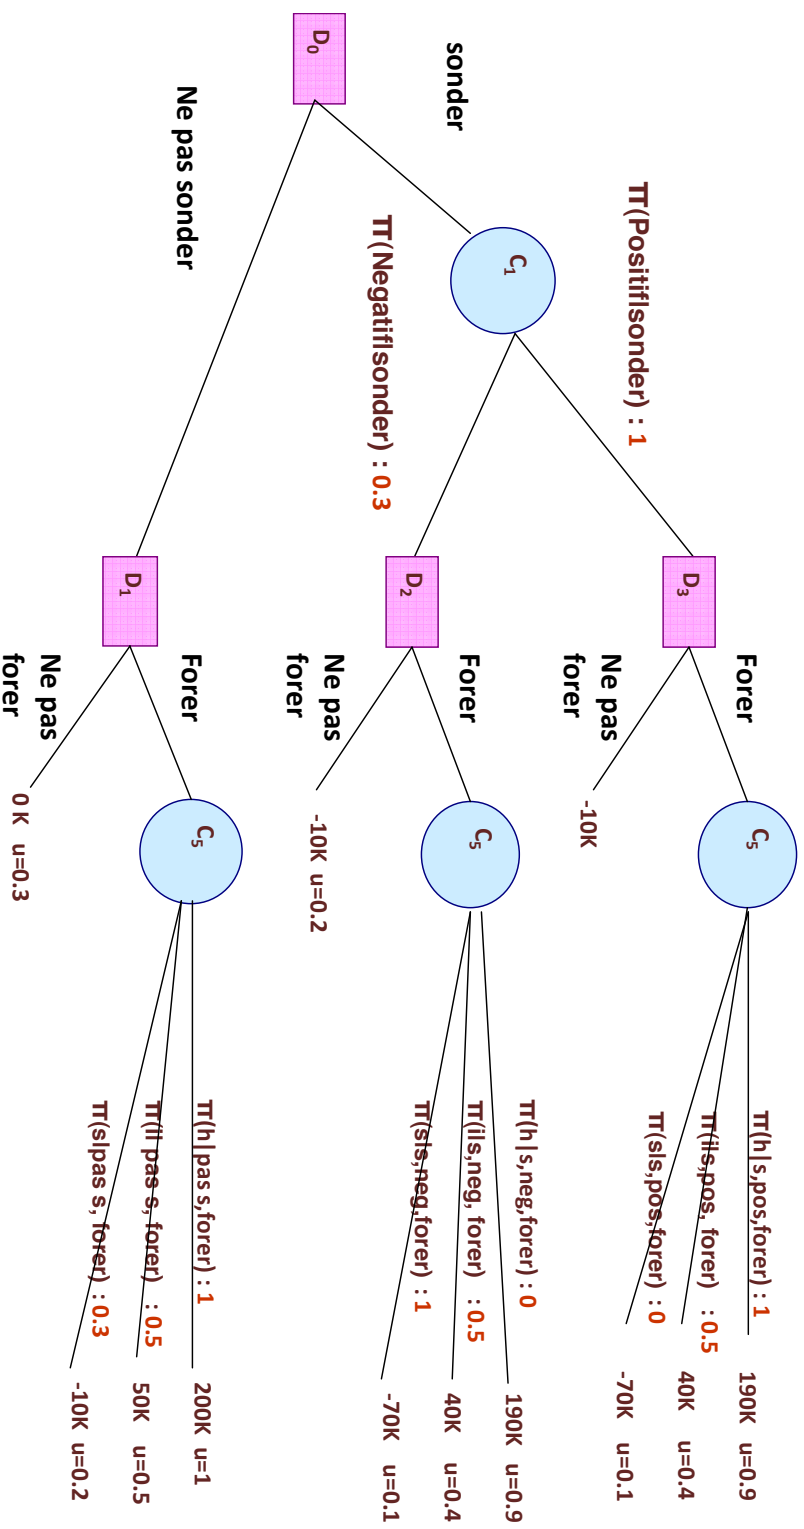 D0
sonder
Ne pas sonder
C1
π(Positif|sonder) : 1
π(Negatif|sonder) : 0.3
D3
Forer
Ne pas
forer
-10K
C5
π(h|s,pos,forer) : 1
190K u=0.9
π(i|s,pos, forer) : 0.5
40K u=0.4
π(s|s,pos,forer) : 0
-70K u=0.1
D2
Forer
Ne pas
forer
-10K u=0.2
C5
π(h|s,neg,forer) : 0
190K u=0.9
π(i|s,neg, forer) : 0.5
40K u=0.4
π(s|s,neg,forer) : 1
-70K u=0.1
D1
Forer
Ne pas
forer
0 K u=0.3
C5
π(h|pas s,forer) : 1
200K u=1
π(i| pas s, forer) : 0.5
50K u=0.5
π(s|pas s, forer) : 0.3
-10K u=0.2